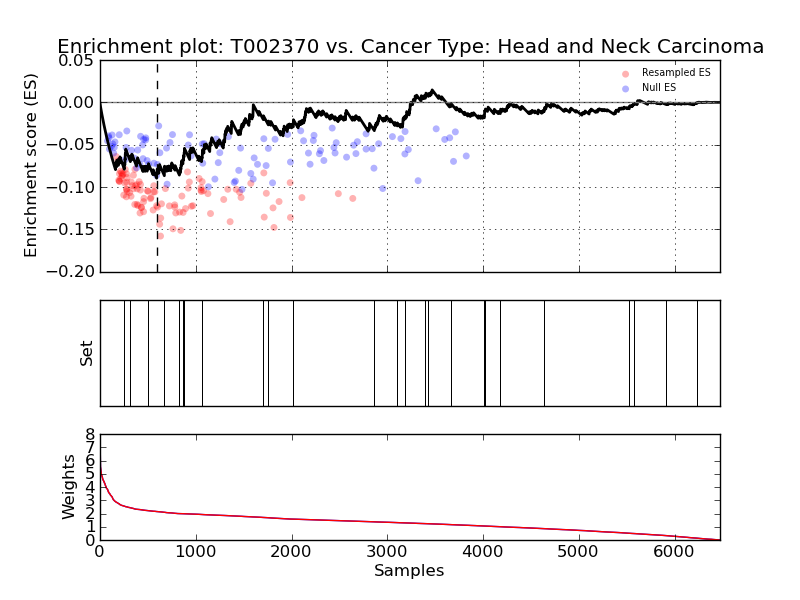 Enrichment plot: T002370 vs. Cancer Type: Head and Neck Carcinoma
Enrichment score (ES)
0.05
0.00
−0.05
−0.10
−0.15
−0.20
Resampled ES
Null ES
Set
Weights
8
7
6
5
4
3
2
1
0
0 1000 2000 3000 4000 5000 6000
Samples